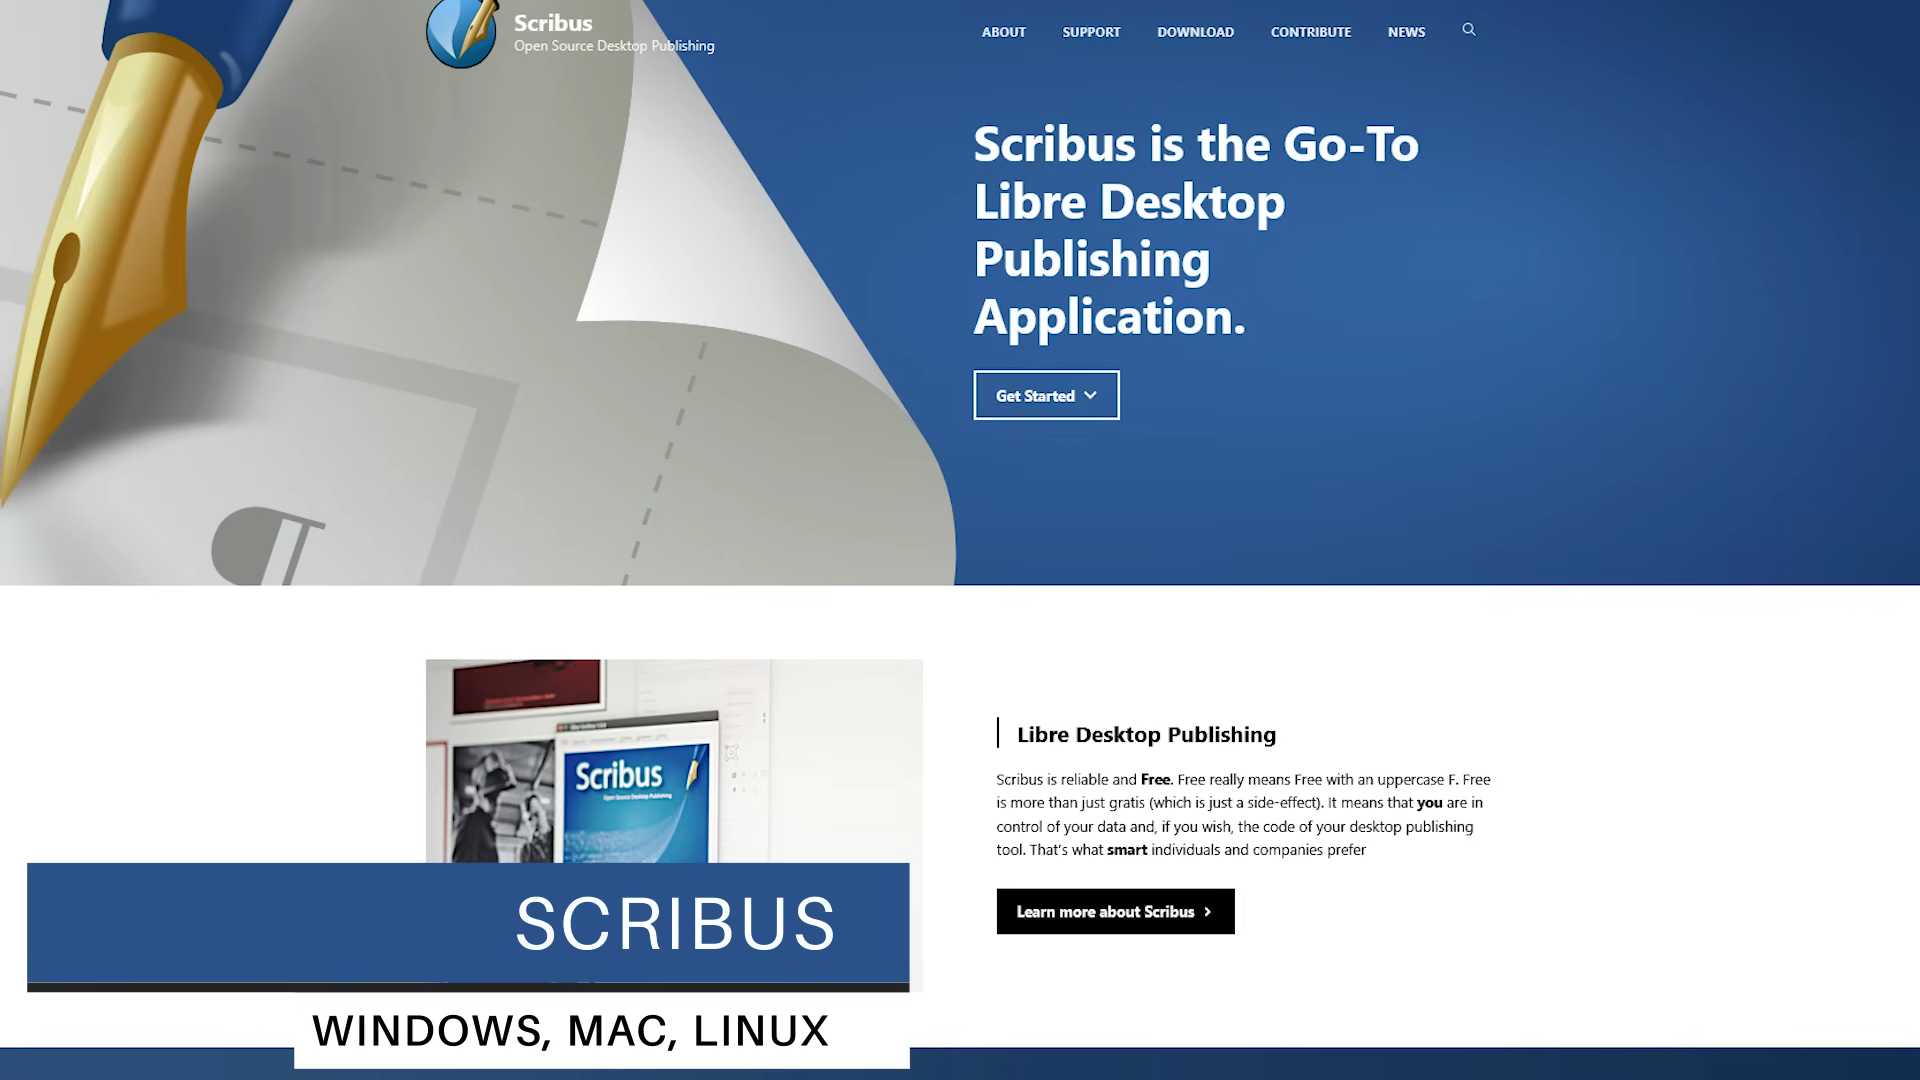 Scribus
Open Source Desktop Publishing
ABOUT SUPPORT DOWNLOAD CONTRIBUTE NEWS
Scribus is the Go-To
Libre Desktop
Publishing
Application.
Get Started
Scribus
Open Source Desktop Publishing
Libre Desktop Publishing
Scribus is reliable and Free. Free really means Free with an uppercase F. Free
is more than just gratis (which is just a side-effect). It means that you are in
control of your data and, if you wish, the code of your desktop publishing
tool. That's what smart individuals and companies prefer
Learn more about Scribus
SCRIBUS
WINDOWS, MAC, LINUX